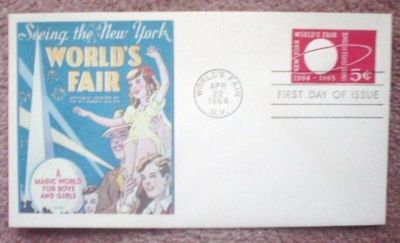 Seeing the New York
WORLD'S
FAIR
A
MAGIC WORLD
FOR BOYS
AND GIRLS
WORLD'S FAIR
APR
22
1964
N.Y.
NEW YORK WORLD'S FAIR
1964 - 1965
5¢
FIRST DAY OF ISSUE